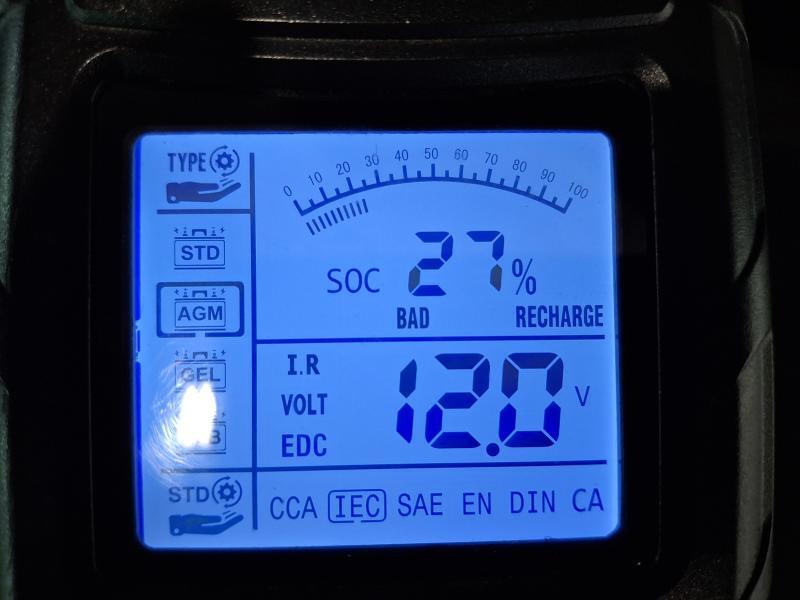 TYPE
0 10 20 30 40 50 60 70 80 90 100
STD
SOC 27%
AGM
BAD RECHARGE
GEL
I.R
VOLT 12.0 V
EDC
STD
CCA IEC SAE EN DIN CA